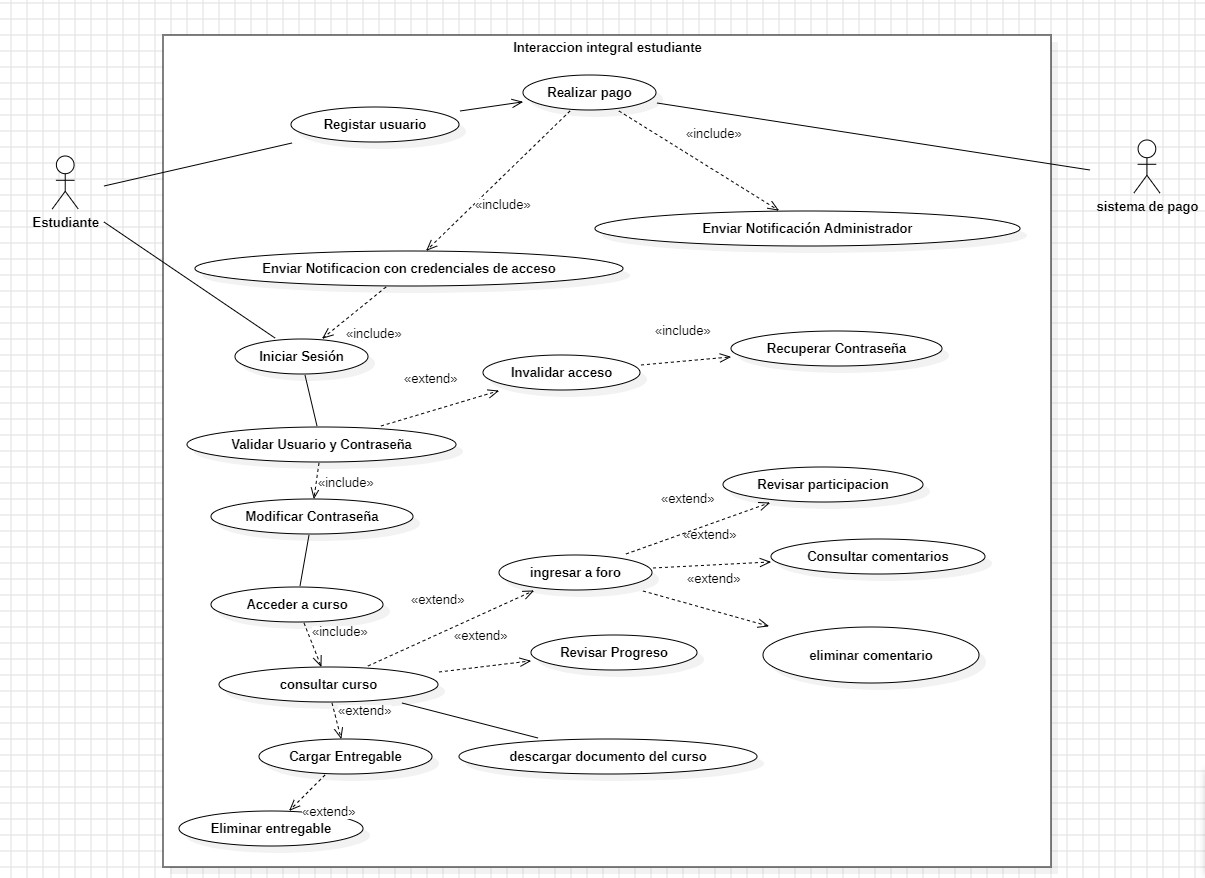 Interaccion integral estudiante
Realizar pago
Registar usuario
«include»
Estudiante
sistema de pago
«include»
Enviar Notificación Administrador
Enviar Notificacion con credenciales de acceso
«include»
«include»
Iniciar Sesión
Recuperar Contraseña
Invalidar acceso
«extend»
Validar Usuario y Contraseña
«include»
Modificar Contraseña
Revisar participacion
«extend»
«extend»
Consultar comentarios
ingresar a foro
«extend»
«extend»
Acceder a curso
«include»
«extend»
Revisar Progreso
eliminar comentario
consultar curso
«extend»
Cargar Entregable
descargar documento del curso
«extend»
Eliminar entregable